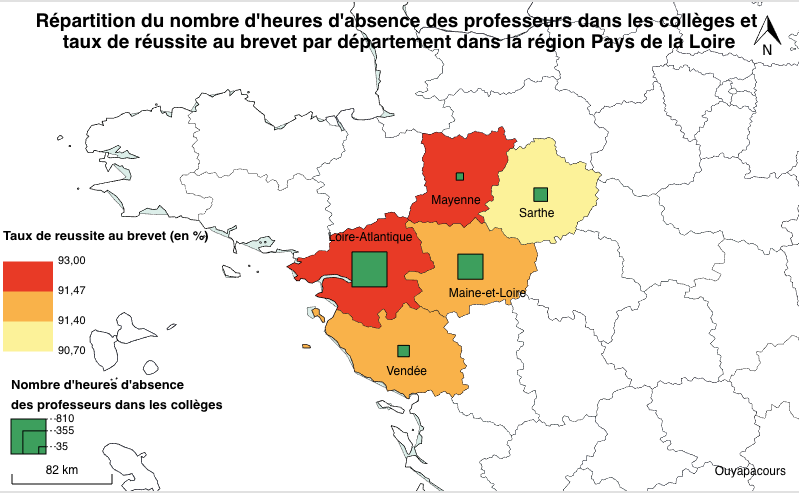 Répartition du nombre d'heures d'absence des professeurs dans les collèges et
taux de réussite au brevet par département dans la région Pays de la Loire
N
Mayenne
Sarthe
Loire-Atlantique
Maine-et-Loire
Vendée
Taux de reussite au brevet (en %)
93,00
91,47
91,40
90,70
Nombre d'heures d'absence
des professeurs dans les collèges
810
355
35
82 km
Ouyapacours